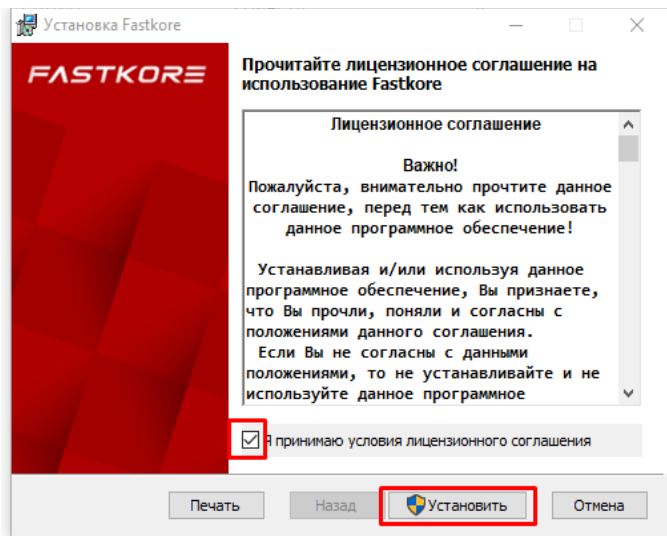 Установка Fastkore
FASTKORE
Прочитайте лицензионное соглашение на
использование Fastkore
Лицензионное соглашение
Важно!
Пожалуйста, внимательно прочтите данное
соглашение, перед тем как использовать
данное программное обеспечение!
Устанавливая и/или используя данное
программное обеспечение, Вы признаете,
что Вы прочли, поняли и согласны с
положениями данного соглашения.
Если Вы не согласны с данными
положениями, то не устанавливайте и не
используйте данное программное
Я принимаю условия лицензионного соглашения
Печать Назад Установить Отмена